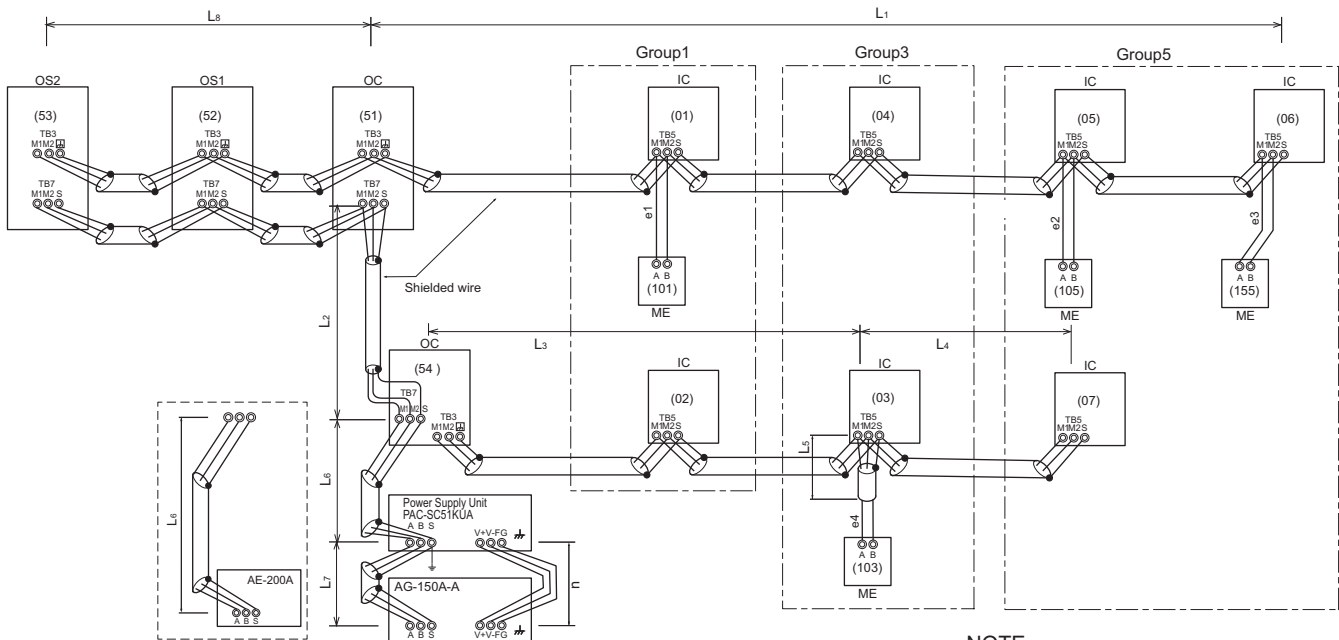 L8
L1
Group1
Group3
Group5
OS2
OS1
OC
IC
IC
IC
IC
(53)
(52)
(51)
(01)
(04)
(05)
(06)
TB3
TB3
TB3
M1M2
M1M2
M1M2
TB5
TB5
TB5
TB5
M1M2S
M1M2S
M1M2S
M1M2S
TB7
TB7
TB7
M1M2 S
M1M2 S
M1M2 S
e1
e2
e3
Shielded wire
A B
(101)
ME
A B
(105)
ME
A B
(155)
ME
L2
L3
L4
OC
IC
IC
IC
(54 )
(02)
(03)
(07)
TB7
M1M2 S
TB3
M1M2
TB5
M1M2S
TB5
M1M2S
TB5
M1M2S
L5
L6
L6
e4
Power Supply Unit
PAC-SC51KUA
A B S
V+V-FG
A B
(103)
ME
AE-200A
A B S
L7
n
AG-150A-A
A B S
V+V-FG
NOTE